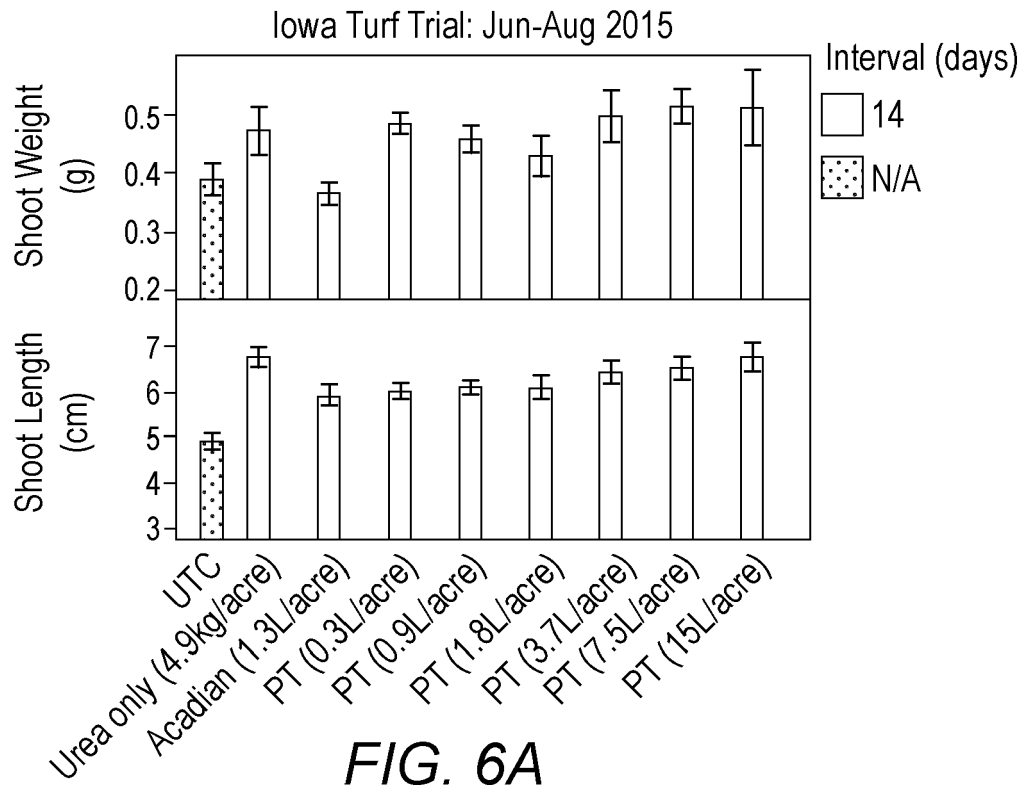 Iowa Turf Trial: Jun-Aug 2015
Interval (days)
14
N/A
Shoot Weight
(g)
0.5
0.4
0.3
0.2
Shoot Length
(cm)
7
6
5
4
3
UTC
Urea only (4.9kg/acre)
Acadian (1.3L/acre)
PT (0.3L/acre)
PT (0.9L/acre)
PT (1.8L/acre)
PT (3.7L/acre)
PT (7.5L/acre)
PT (15L/acre)
FIG. 6A